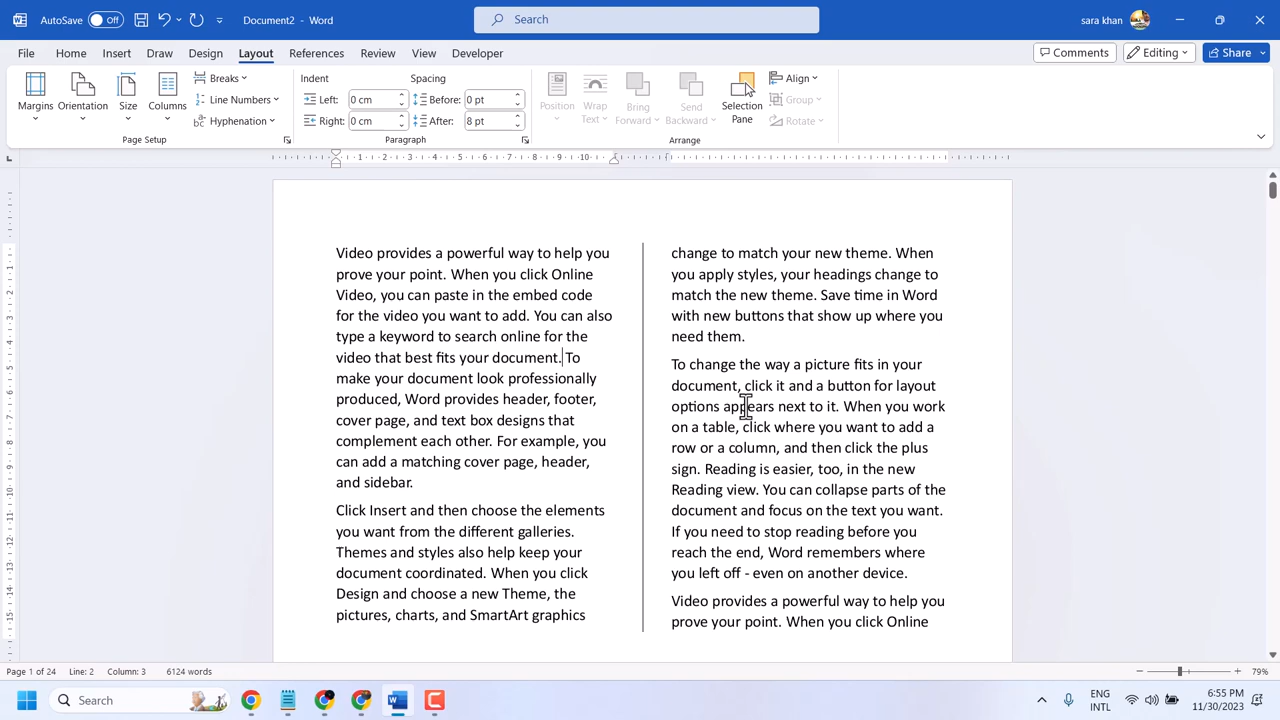 AutoSave Off Document2 - Word Search sara khan
File Home Insert Draw Design Layout References Review View Developer Comments Editing Share
Margins Orientation Size Columns
Breaks
Line Numbers
Hyphenation
Page Setup
Indent Spacing
Left: 0 cm Before: 0 pt
Right: 0 cm After: 8 pt
Paragraph
Position
Wrap Text
Bring Forward
Send Backward
Selection Pane
Align
Group
Rotate
Arrange
1 2 3 4 5 6 7 8 9 10
Video provides a powerful way to help you
prove your point. When you click Online
Video, you can paste in the embed code
for the video you want to add. You can also
type a keyword to search online for the
video that best fits your document. To
make your document look professionally
produced, Word provides header, footer,
cover page, and text box designs that
complement each other. For example, you
can add a matching cover page, header,
and sidebar.
Click Insert and then choose the elements
you want from the different galleries.
Themes and styles also help keep your
document coordinated. When you click
Design and choose a new Theme, the
pictures, charts, and SmartArt graphics
change to match your new theme. When
you apply styles, your headings change to
match the new theme. Save time in Word
with new buttons that show up where you
need them.
To change the way a picture fits in your
document, click it and a button for layout
options appears next to it. When you work
on a table, click where you want to add a
row or a column, and then click the plus
sign. Reading is easier, too, in the new
Reading view. You can collapse parts of the
document and focus on the text you want.
If you need to stop reading before you
reach the end, Word remembers where
you left off - even on another device.
Video provides a powerful way to help you
prove your point. When you click Online
Page 1 of 24 Line: 2 Column: 3 6124 words 79%
Search ENG INTL 6:55 PM 11/30/2023